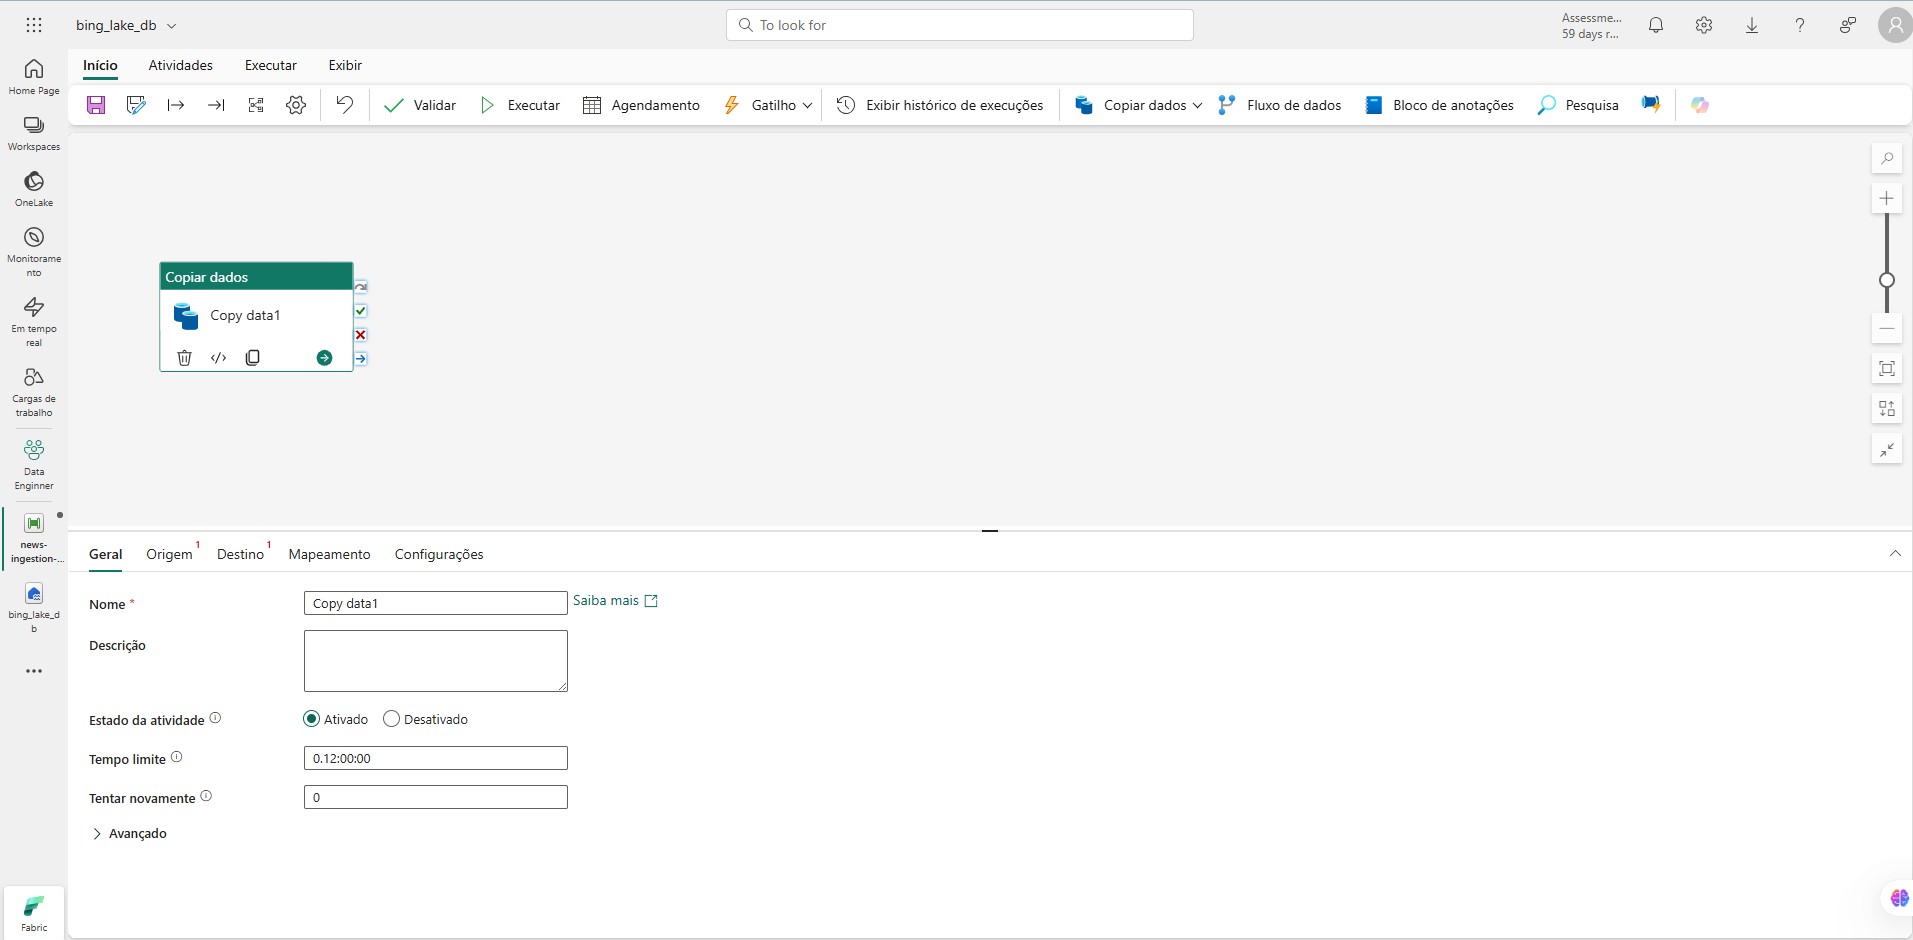 bing_lake_db
To look for
Assessme...
59 days r...
Início Atividades Executar Exibir
Validar Executar Agendamento Gatilho Exibir histórico de execuções Copiar dados Fluxo de dados Bloco de anotações Pesquisa
Home Page
Workspaces
OneLake
Monitorame
nto
Em tempo
real
Cargas de
trabalho
Data
Enginner
news-
ingestion-...
bing_lake_d
b
Fabric
Copiar dados
Copy data1
Geral Origem 1 Destino 1 Mapeamento Configurações
Nome * Copy data1 Saiba mais
Descrição
Estado da atividade Ativado Desativado
Tempo limite 0.12:00:00
Tentar novamente 0
Avançado